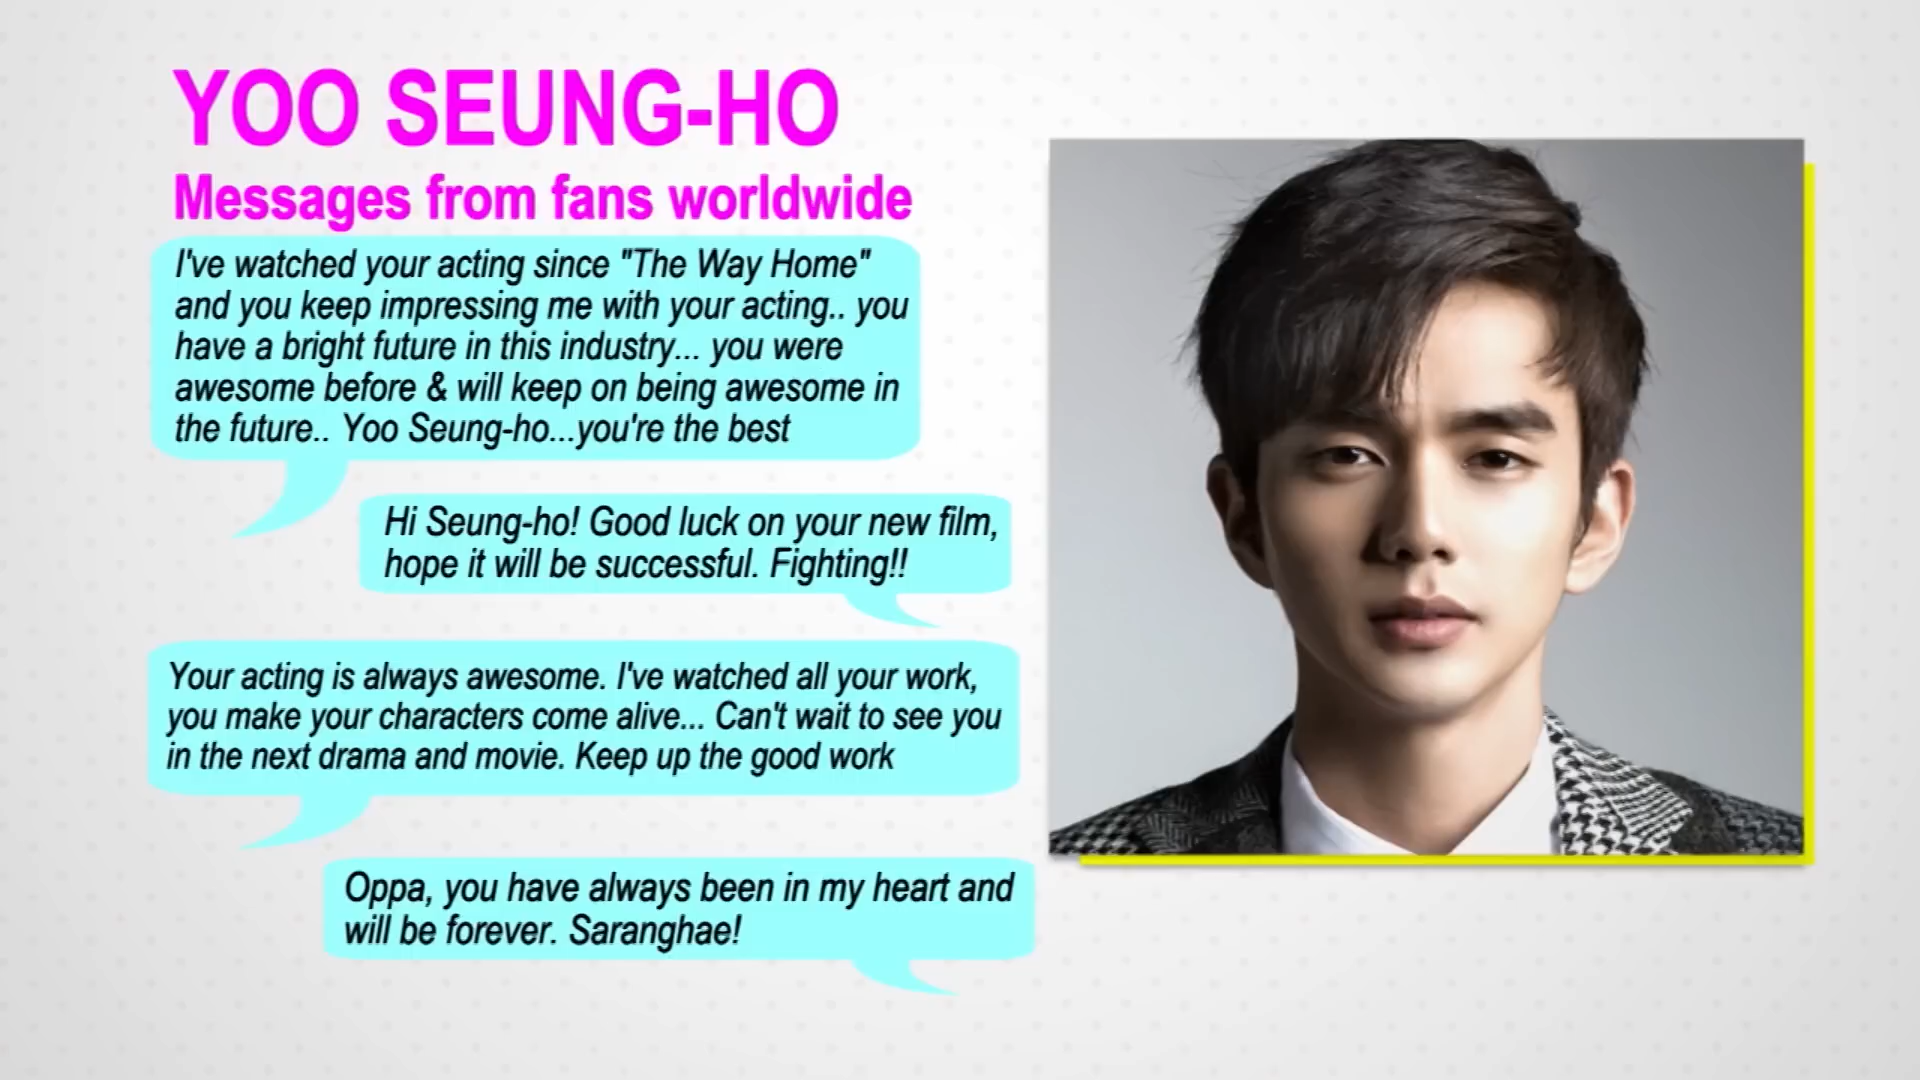 YOO SEUNG-HO
Messages from fans worldwide
I've watched your acting since "The Way Home"
and you keep impressing me with your acting.. you
have a bright future in this industry... you were
awesome before & will keep on being awesome in
the future.. Yoo Seung-ho...you're the best
Hi Seung-ho! Good luck on your new film,
hope it will be successful. Fighting!!
Your acting is always awesome. I've watched all your work,
you make your characters come alive... Can't wait to see you
in the next drama and movie. Keep up the good work
Oppa, you have always been in my heart and
will be forever. Saranghae!